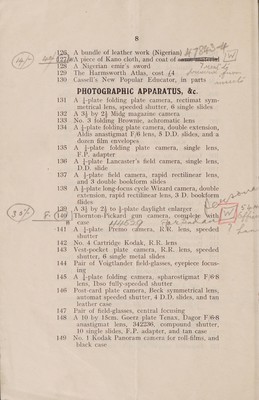 8
126 A bundle of leather work (Nigerian)
127 A piece of Kano cloth, and coat of
128 A Nigerian emir's sword
129 The Harmsworth Atlas, cost £4
130 Cassell's New Popular Educator, in parts
PHOTOGRAPHIC APPARATUS, &c.
131 A ¼-plate folding plate camera, rectimat symmetrical lens, speeded shutter, 6 single slides
132 A 3¼ by 2¼ Midg magazine camera
133 No. 3 folding Brownie, achromatic lens
134 A ¼-plate folding plate camera, double extension, Aldis anastigmat F/6 lens, 3 D.D. slides, and a dozen film envelopes
135 A ¼-plate folding plate camera, single lens, F.P. adapter
136 A ¼-plate Lancaster's field camera, single lens, D.D. slide
137 A ½-plate field camera, rapid rectilinear lens, and 3 double bookform slides
138 A ½-plate long-focus cycle Wizard camera, double extension, rapid rectilinear lens, 3 D. bookform slides
139 A 3¼ by 2¼ to ½-plate daylight enlarger
140 Thornton-Pickard gun camera, complete with case
141 A ¼-plate Premo camera, R.R. lens, speeded shutter
142 No. 4 Cartridge Kodak, R.R. lens
143 Vest-pocket plate camera, R.R. lens, speeded shutter, 6 single metal slides
144 Pair of Voigtlander field-glasses, eyepiece focusing
145 A ¼-plate folding camera, spharostigmat F/6·8 lens, Ibso fully-speeded shutter
146 Post-card plate camera, Beck symmetrical lens, automat speeded shutter, 4 D.D. slides, and tan leather case
147 Pair of field-glasses, central focusing
148 A 10 by 15cm. Goerz plate Tenax, Dagor F/6·8 anastigmat lens, 342236, compound shutter, 10 single slides, F.P. adapter, and tan case
149 No. 1 Kodak Panoram camera for roll-films, and black case